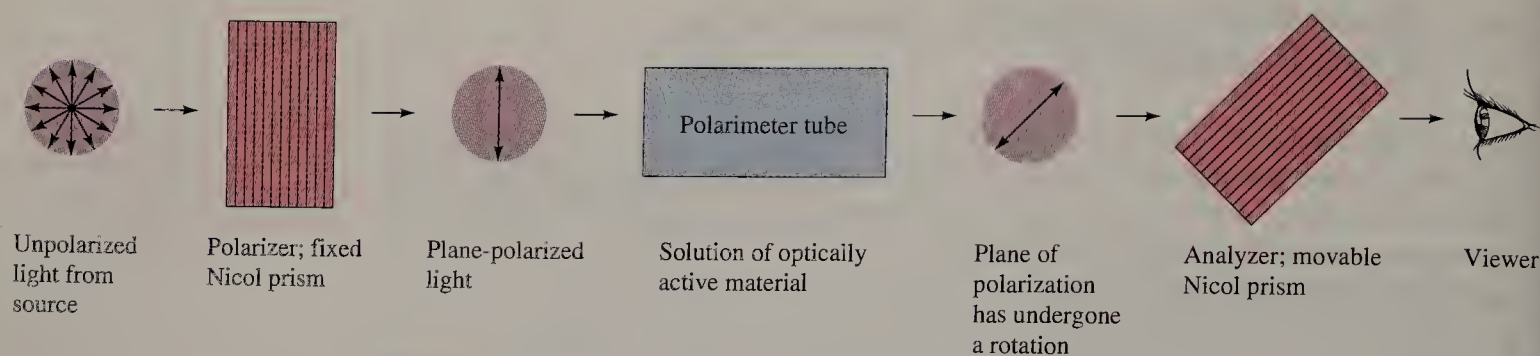 Polarimeter tube
Unpolarized
light from
source
Polarizer; fixed
Nicol prism
Plane-polarized
light
Solution of optically
active material
Plane of
polarization
has undergone
a rotation
Analyzer; movable
Nicol prism
Viewer